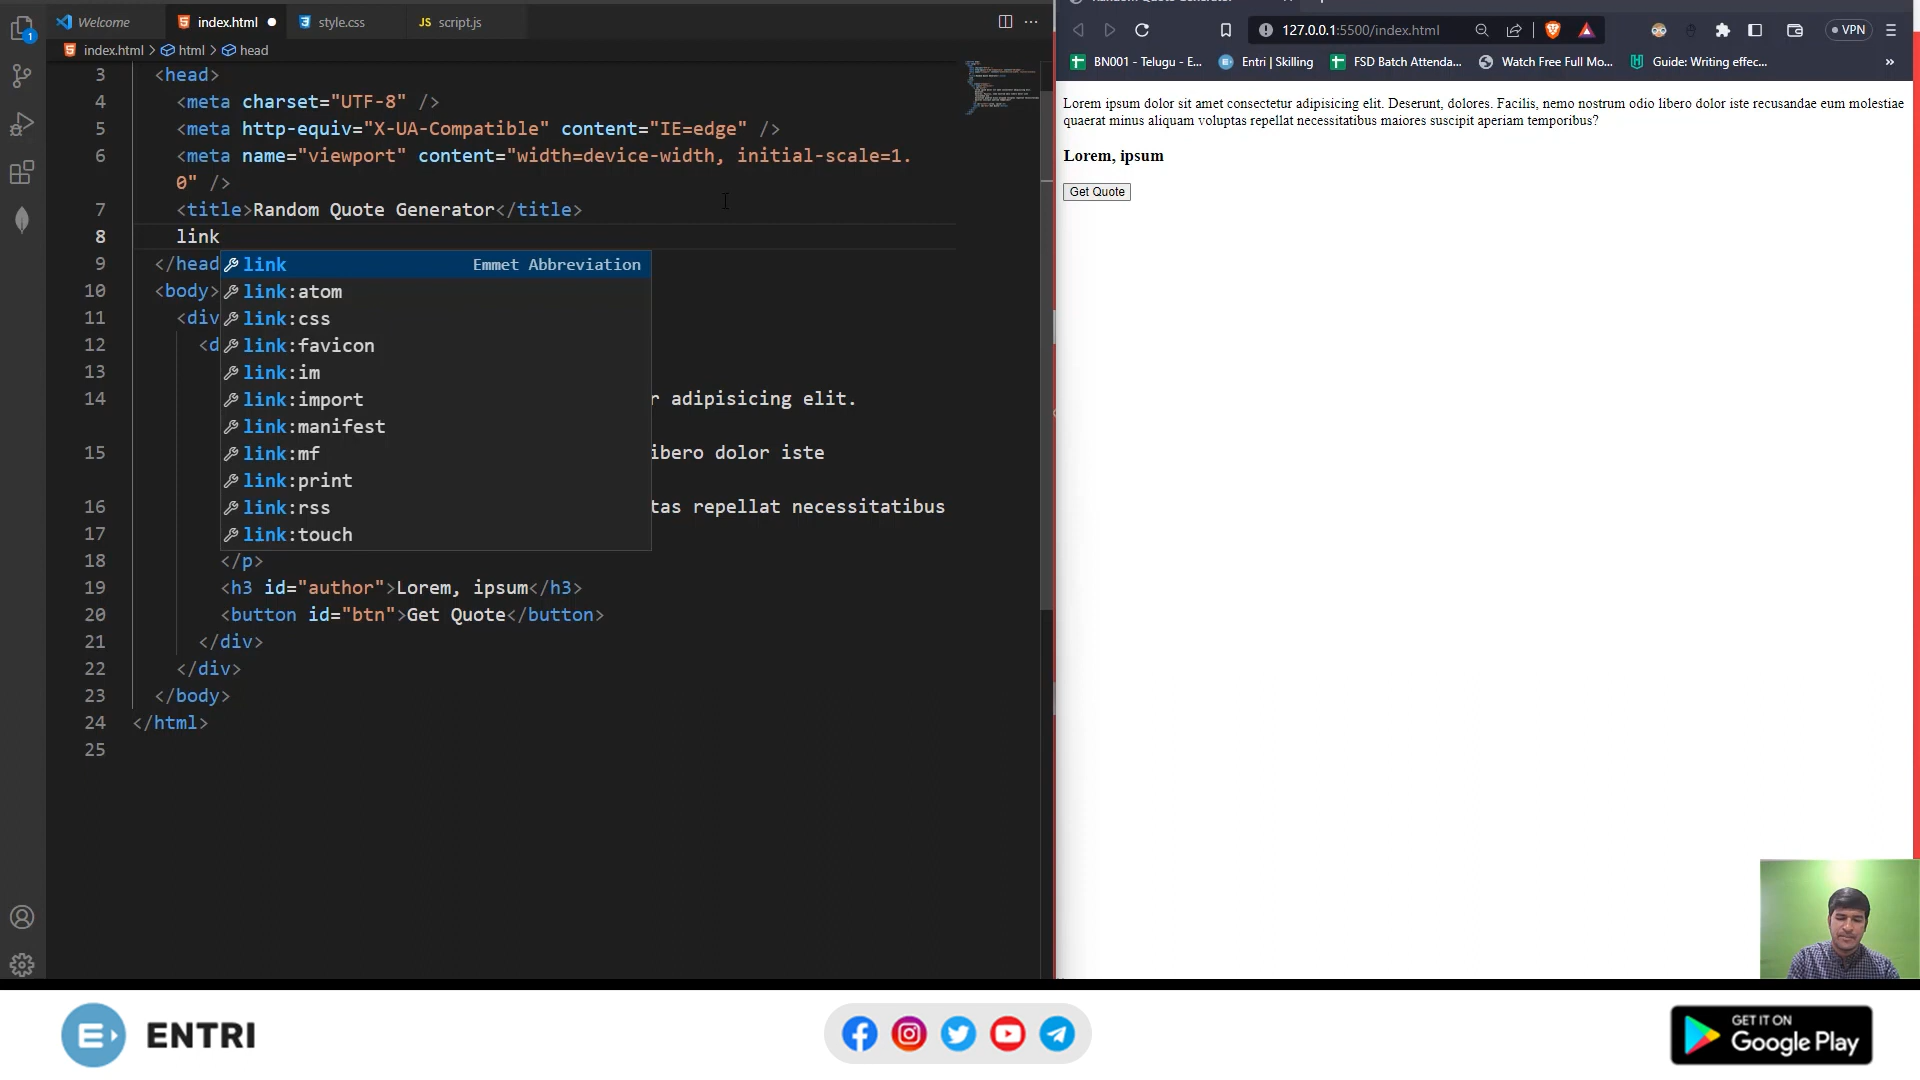 Welcome
index.html
style.css
JS script.js
index.html > html > head
3 <head>
4 <meta charset="UTF-8" />
5 <meta http-equiv="X-UA-Compatible" content="IE=edge" />
6 <meta name="viewport" content="width=device-width, initial-scale=1.
0" />
7 <title>Random Quote Generator</title>
8 link
9 </head
link Emmet Abbreviation
10 <body>
link:atom
11 <div
link:css
12 <d
link:favicon
13
link:im
14 r adipisicing elit.
link:import
link:manifest
15 ibero dolor iste
link:mf
link:print
16 tas repellat necessitatibus
link:rss
17
link:touch
18 </p>
19 <h3 id="author">Lorem, ipsum</h3>
20 <button id="btn">Get Quote</button>
21 </div>
22 </div>
23 </body>
24 </html>
25
1
127.0.0.1:5500/index.html
VPN
BN001 - Telugu - E...
Entri | Skilling
FSD Batch Attenda...
Watch Free Full Mo...
Guide: Writing effec...
»
Lorem ipsum dolor sit amet consectetur adipisicing elit. Deserunt, dolores. Facilis, nemo nostrum odio libero dolor iste recusandae eum molestiae
quaerat minus aliquam voluptas repellat necessitatibus maiores suscipit aperiam temporibus?
Lorem, ipsum
Get Quote
E ENTRI
GET IT ON
Google Play